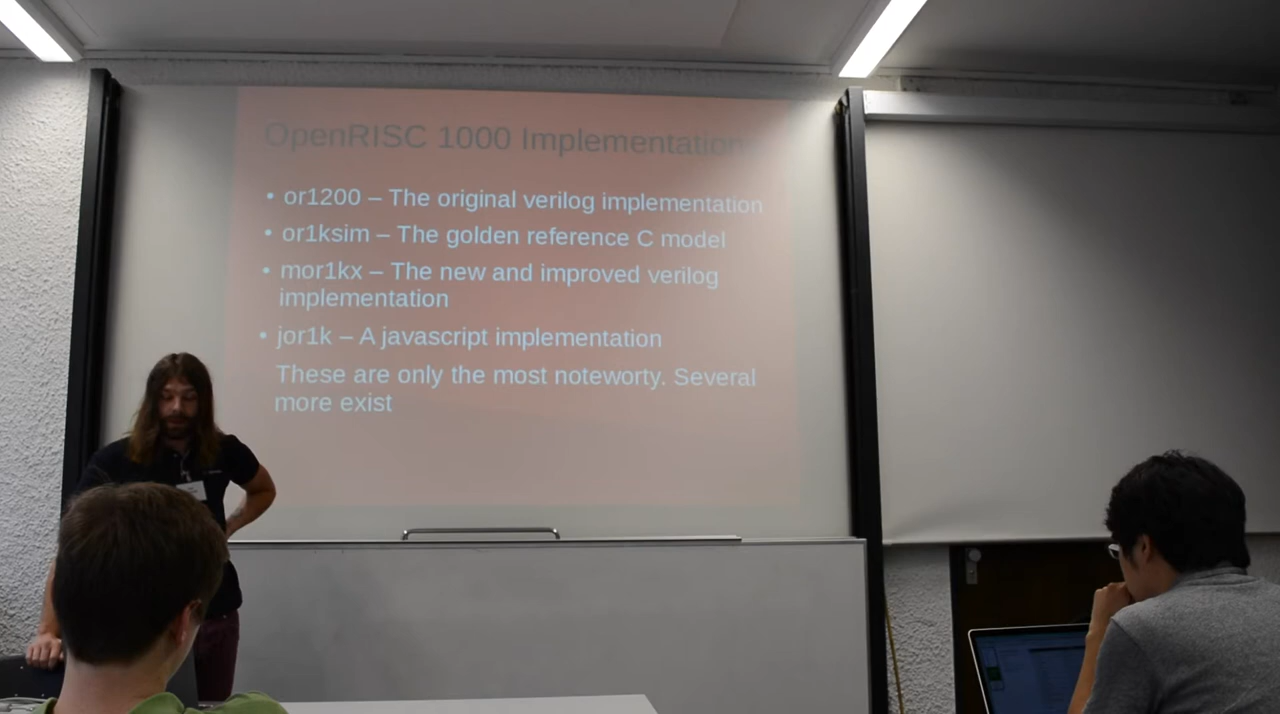 OpenRISC 1000 Implementations
• or1200 – The original verilog implementation
• or1ksim – The golden reference C model
• mor1kx – The new and improved verilog
implementation
• jor1k – A javascript implementation
These are only the most noteworty. Several
more exist